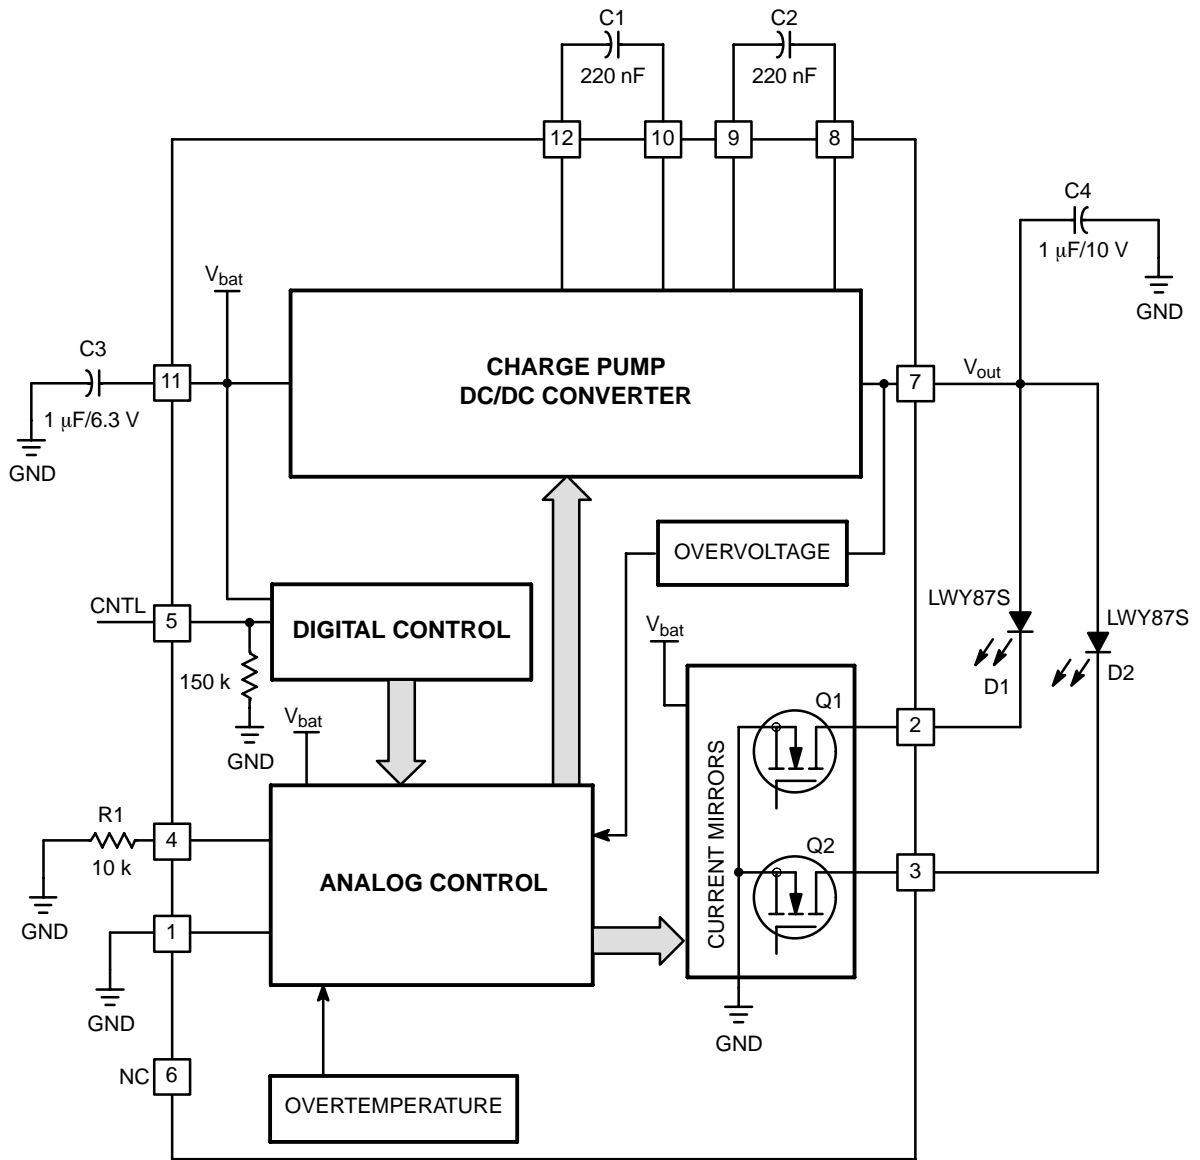 C1
C2
220 nF
220 nF
12
10
9
8
C4
1 μF/10 V
GND
Vbat
C3
11
1 μF/6.3 V
GND
CHARGE PUMP
DC/DC CONVERTER
7
Vout
OVERVOLTAGE
CNTL
5
DIGITAL CONTROL
150 k
GND
Vbat
Vbat
LWY87S
D1
LWY87S
D2
Q1
2
CURRENT MIRRORS
Q2
3
GND
R1
4
10 k
GND
ANALOG CONTROL
1
GND
NC
6
OVERTEMPERATURE